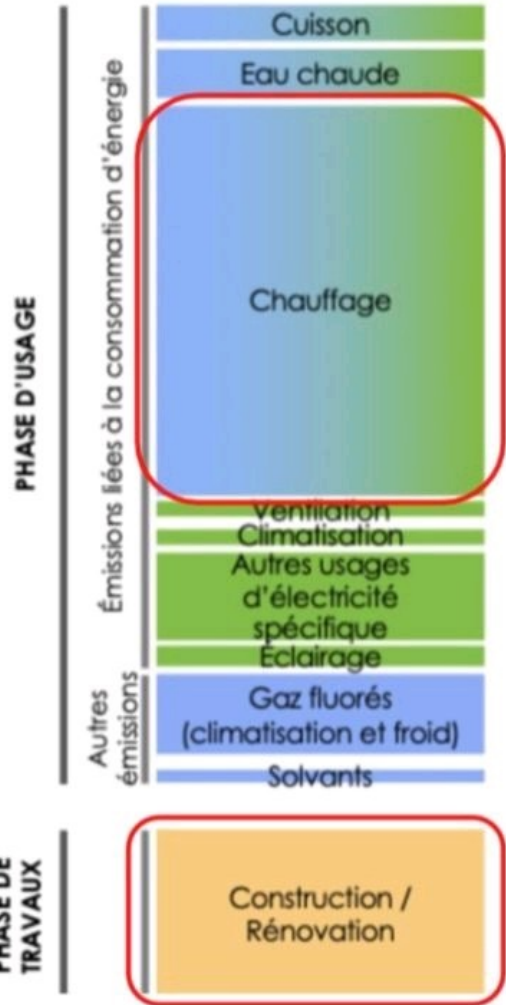 PHASE D'USAGE
Émissions liées à la consommation d'énergie
Cuisson
Eau chaude
Chauffage
Ventilation
Climatisation
Autres usages
d'électricité
spécifique
Éclairage
Autres
émissions
Gaz fluorés
(climatisation et froid)
Solvants
PHASE DE
TRAVAUX
Construction /
Rénovation